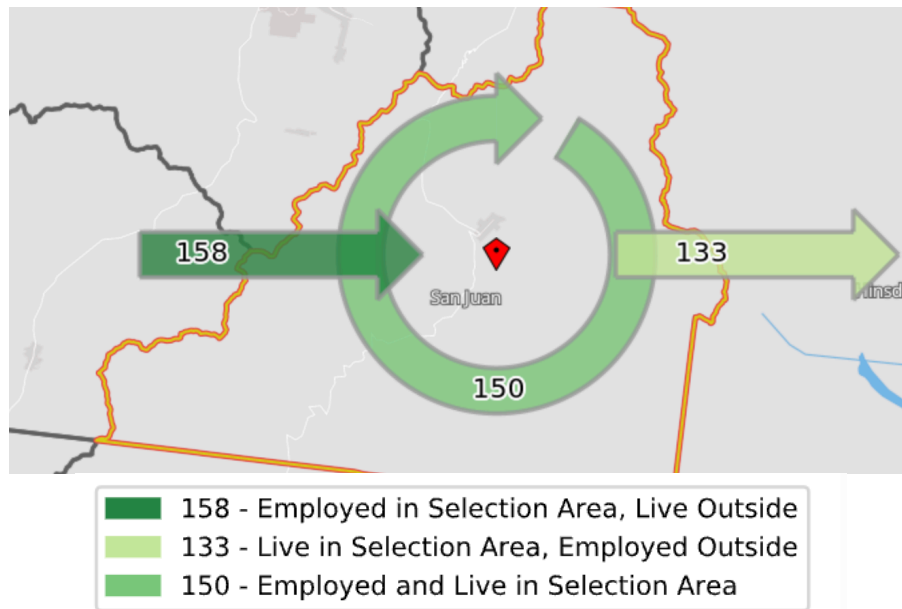 158
133
San Juan
150
158 - Employed in Selection Area, Live Outside
133 - Live in Selection Area, Employed Outside
150 - Employed and Live in Selection Area